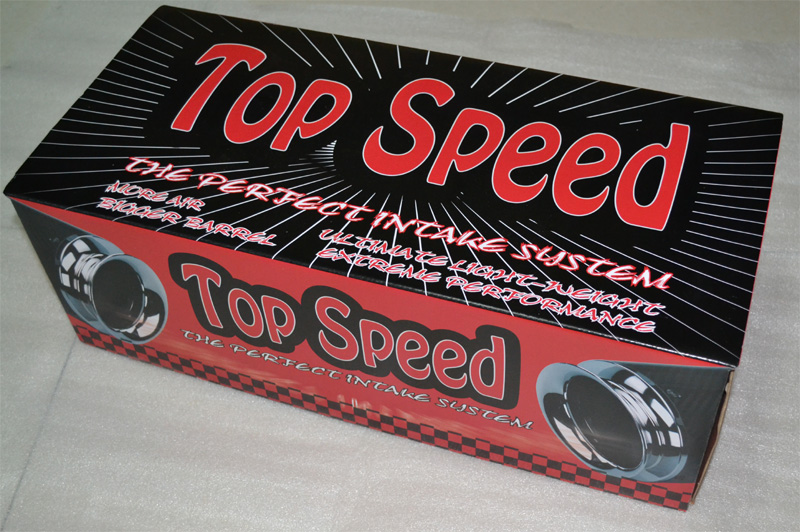 Top Speed
THE PERFECT INTAKE SYSTEM
MORE AIR
BIGGER BARREL
ULTIMATE LIGHT-WEIGHT
EXTREME PERFORMANCE
Top Speed
THE PERFECT INTAKE SYSTEM